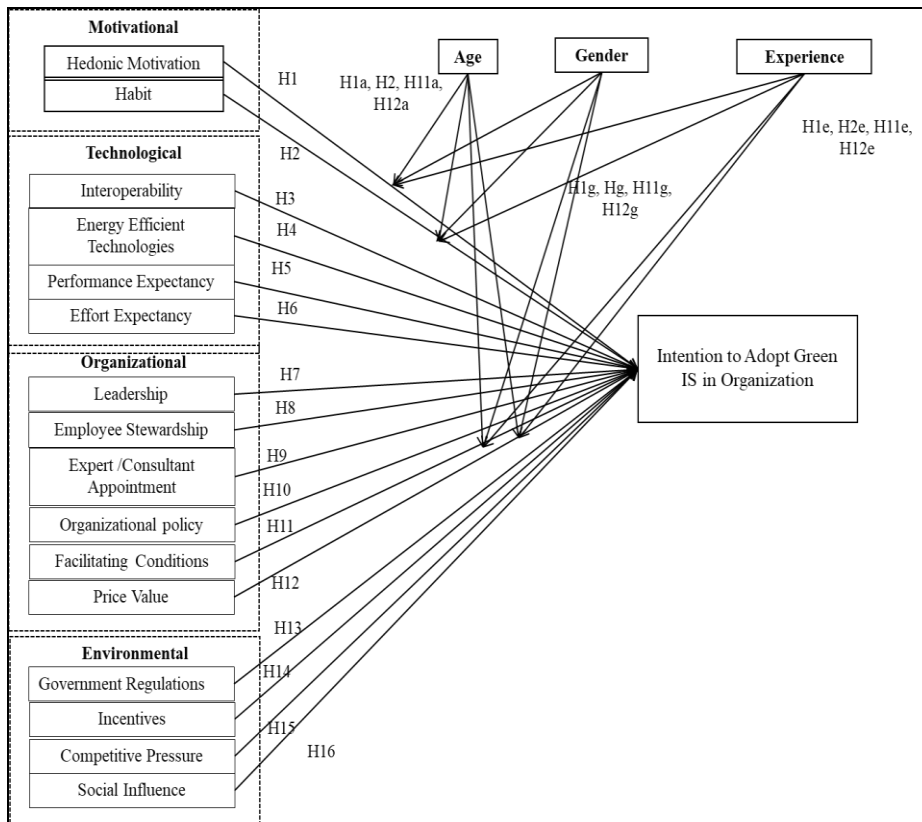 Motivational
Hedonic Motivation
Habit
Technological
Interoperability
Energy Efficient
Technologies
Performance Expectancy
Effort Expectancy
Organizational
Leadership
Employee Stewardship
Expert /Consultant
Appointment
Organizational policy
Facilitating Conditions
Price Value
Environmental
Government Regulations
Incentives
Competitive Pressure
Social Influence
H1
H2
H3
H4
H5
H6
H7
H8
H9
H10
H11
H12
H13
H14
H15
H16
Age
Gender
Experience
H1a, H2, H11a,
H12a
H1g, Hg, H11g,
H12g
H1e, H2e, H11e,
H12e
Intention to Adopt Green
IS in Organization